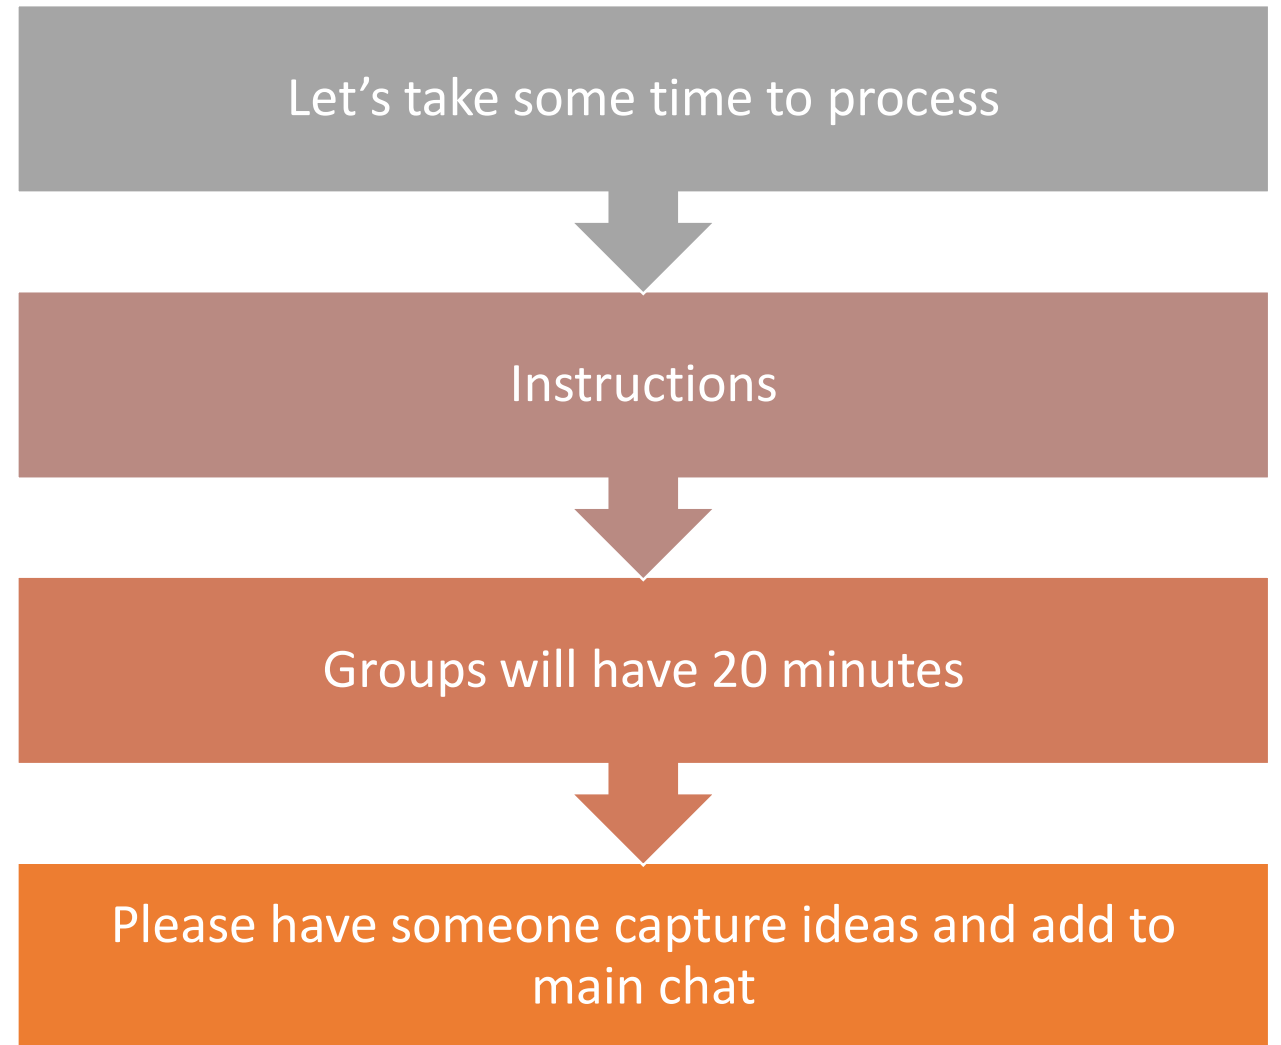 Let’s take some time to process
Instructions
Groups will have 20 minutes
Please have someone capture ideas and add to
main chat